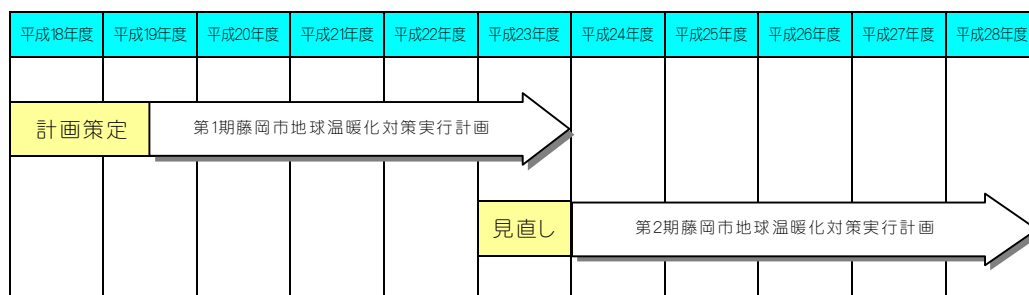 平成18年度 平成19年度 平成20年度 平成21年度 平成22年度 平成23年度 平成24年度 平成25年度 平成26年度 平成27年度 平成28年度
計画策定 第1期藤岡市地球温暖化対策実行計画
見直し 第2期藤岡市地球温暖化対策実行計画